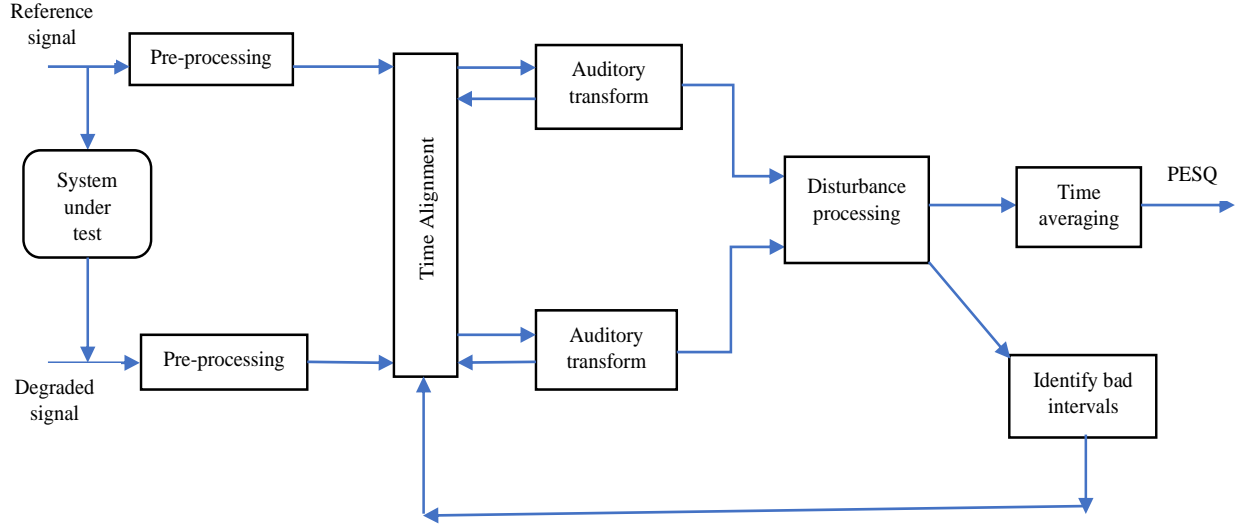 Reference
signal
Pre-processing
Auditory
transform
System
under
test
Time Alignment
Disturbance
processing
Time
averaging
PESQ
Pre-processing
Auditory
transform
Degraded
signal
Identify bad
intervals